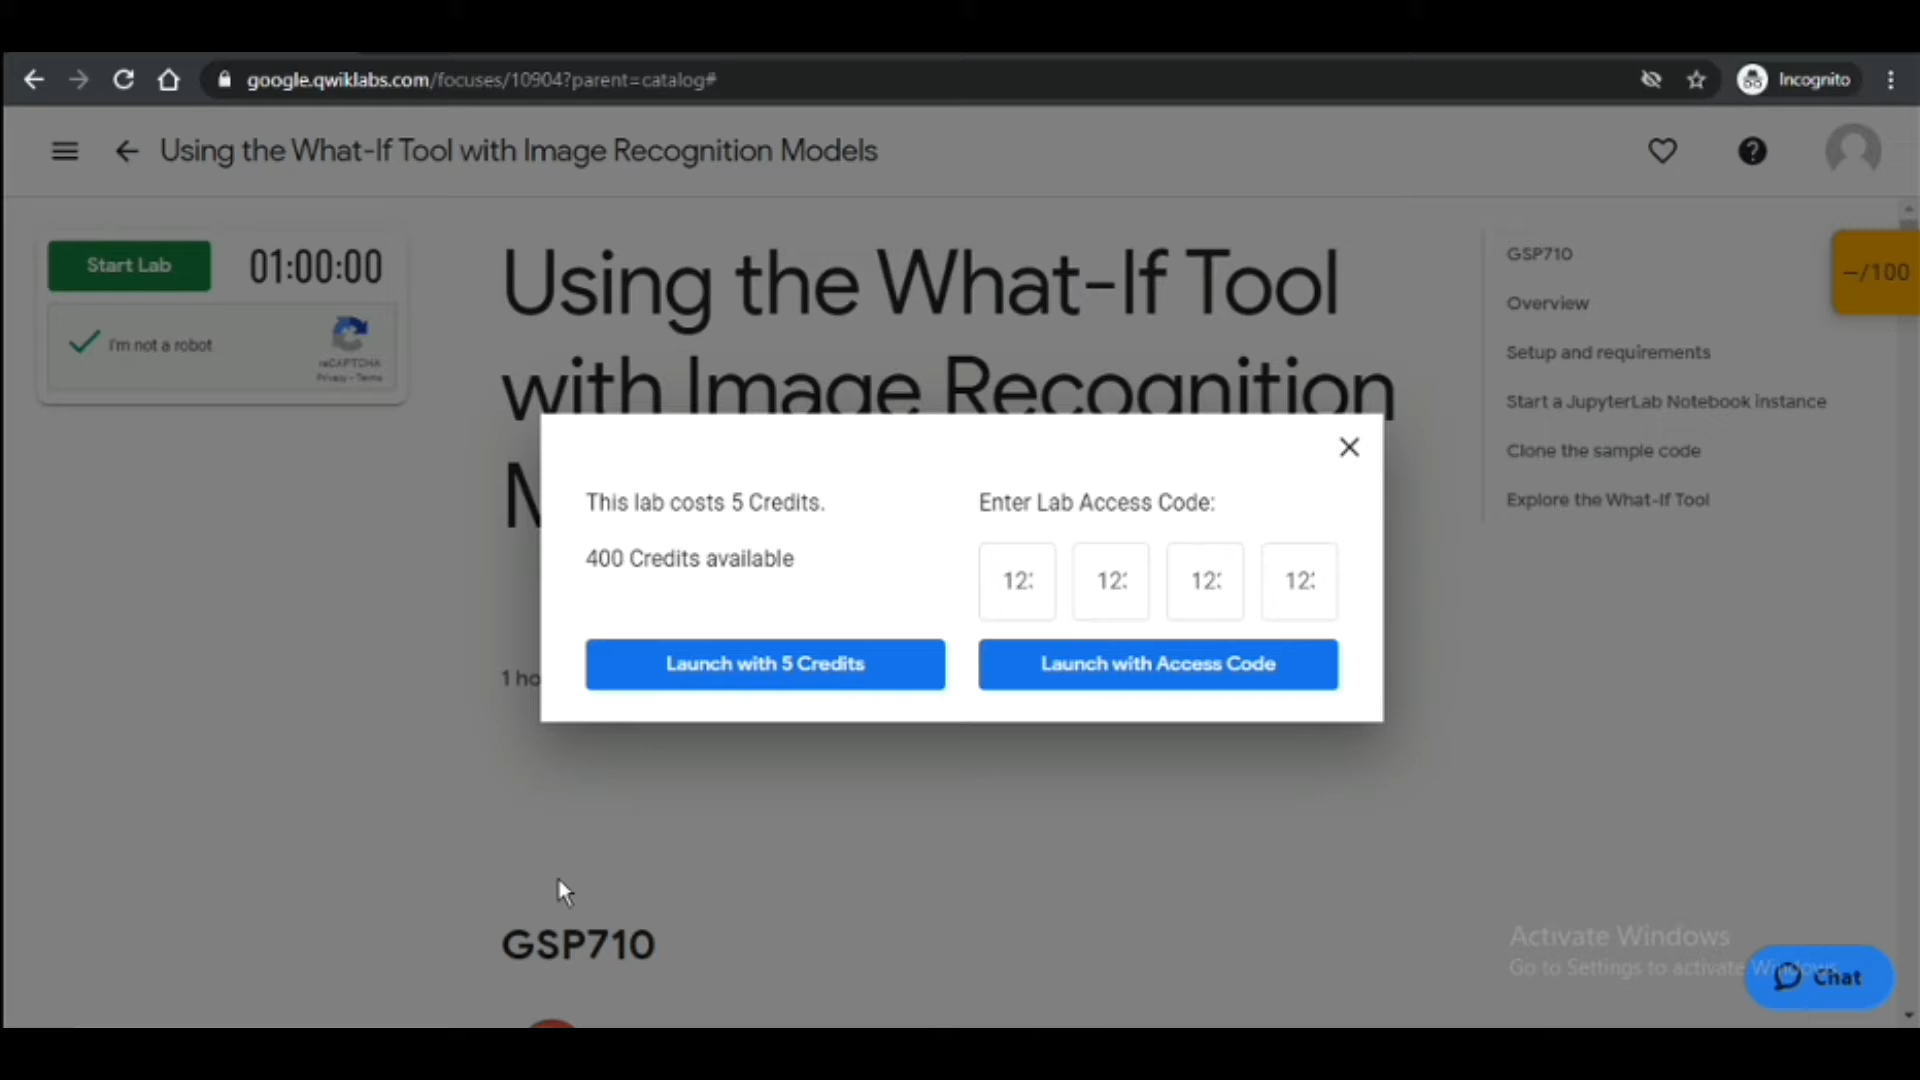 google.qwiklabs.com/focuses/10904?parent=catalog#
Incognito
Using the What-If Tool with Image Recognition Models
Start Lab
01:00:00
I'm not a robot
reCAPTCHA
Privacy - Terms
Using the What-If Tool
with Image Recognition
M
GSP710
Overview
Setup and requirements
Start a JupyterLab Notebook instance
Clone the sample code
Explore the What-If Tool
–/100
This lab costs 5 Credits.
400 Credits available
Launch with 5 Credits
Enter Lab Access Code:
12: 12: 12: 12:
Launch with Access Code
1 ho
GSP710
Activate Windows
Go to Settings to activate Windows.
Chat